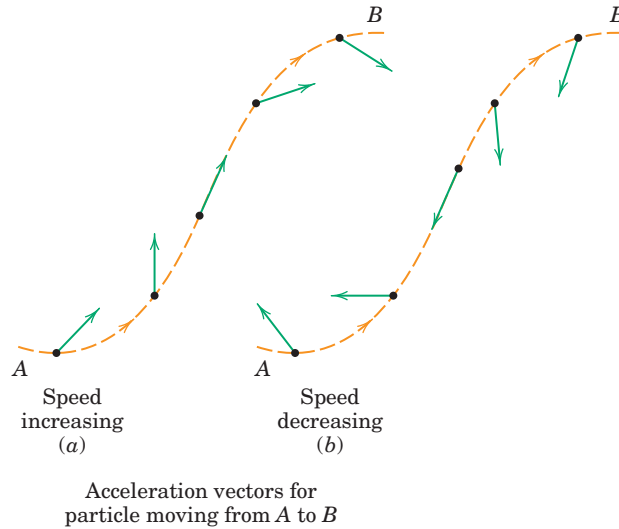 B
B
A
A
Speed
increasing
(a)
Speed
decreasing
(b)
Acceleration vectors for
particle moving from A to B